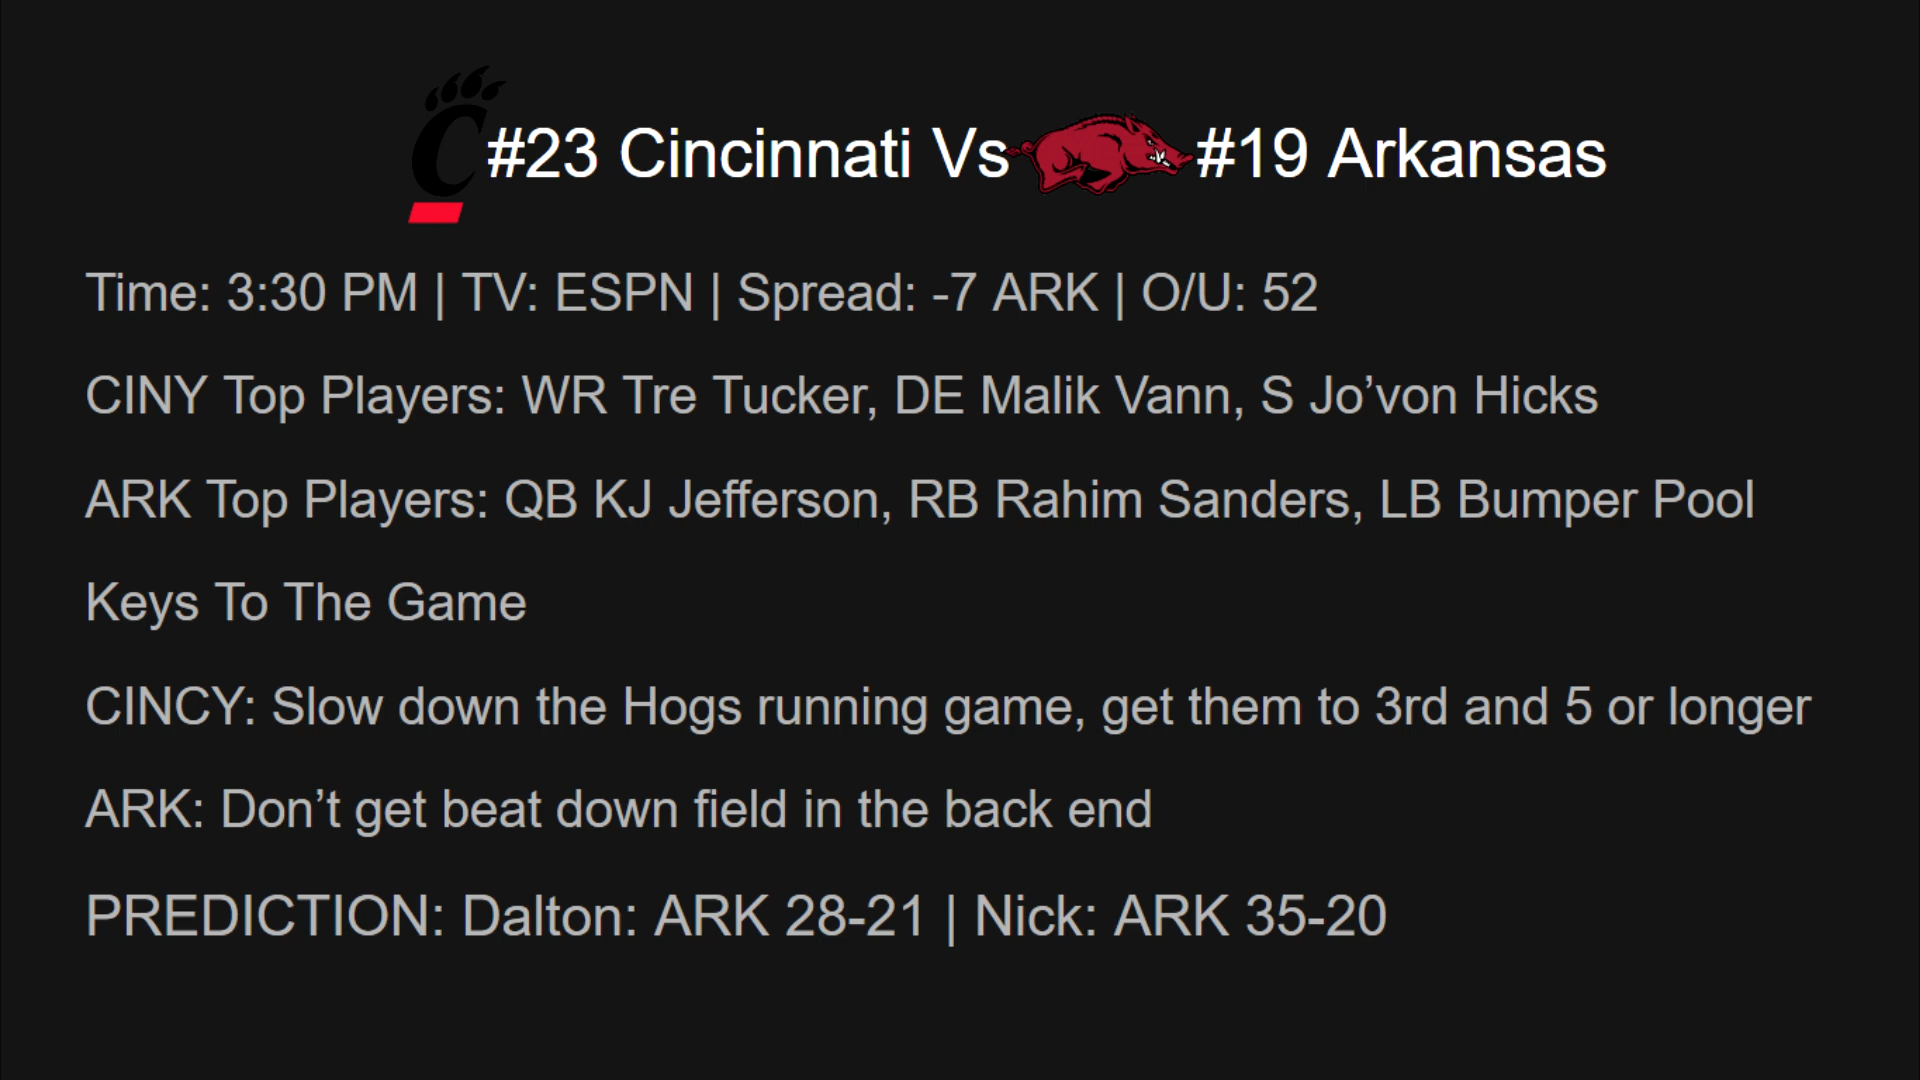 C #23 Cincinnati Vs #19 Arkansas
Time: 3:30 PM | TV: ESPN | Spread: -7 ARK | O/U: 52
CINY Top Players: WR Tre Tucker, DE Malik Vann, S Jo’von Hicks
ARK Top Players: QB KJ Jefferson, RB Rahim Sanders, LB Bumper Pool
Keys To The Game
CINCY: Slow down the Hogs running game, get them to 3rd and 5 or longer
ARK: Don’t get beat down field in the back end
PREDICTION: Dalton: ARK 28-21 | Nick: ARK 35-20